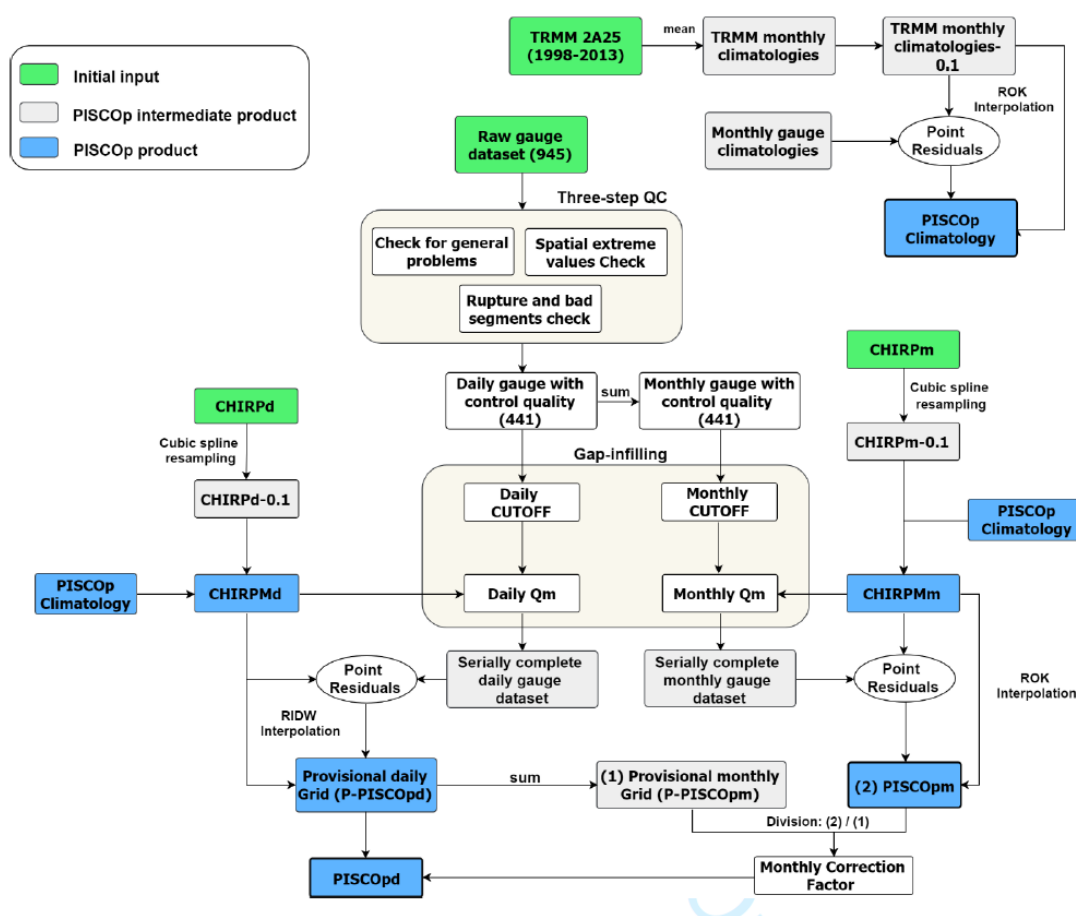 Initial input
PISCOp intermediate product
PISCOp product
TRMM 2A25
(1998-2013)
mean
TRMM monthly
climatologies
TRMM monthly
climatologies-
0.1
ROK
Interpolation
Monthly gauge
climatologies
Point
Residuals
PISCOp
Climatology
Raw gauge
dataset (945)
Three-step QC
Check for general
problems
Spatial extreme
values Check
Rupture and bad
segments check
Daily gauge with
control quality
(441)
sum
Monthly gauge with
control quality
(441)
CHIRPm
Cubic spline
resampling
CHIRPm-0.1
CHIRPd
Cubic spline
resampling
CHIRPd-0.1
Gap-infilling
Daily
CUTOFF
Monthly
CUTOFF
PISCOp
Climatology
PISCOp
Climatology
CHIRPMd
Daily Qm
Monthly Qm
CHIRPMm
Point
Residuals
Serially complete
daily gauge
dataset
Serially complete
monthly gauge
dataset
Point
Residuals
ROK
Interpolation
RIDW
Interpolation
Provisional daily
Grid (P-PISCOpd)
sum
(1) Provisional monthly
Grid (P-PISCOpm)
(2) PISCOpm
Division: (2) / (1)
PISCOpd
Monthly Correction
Factor